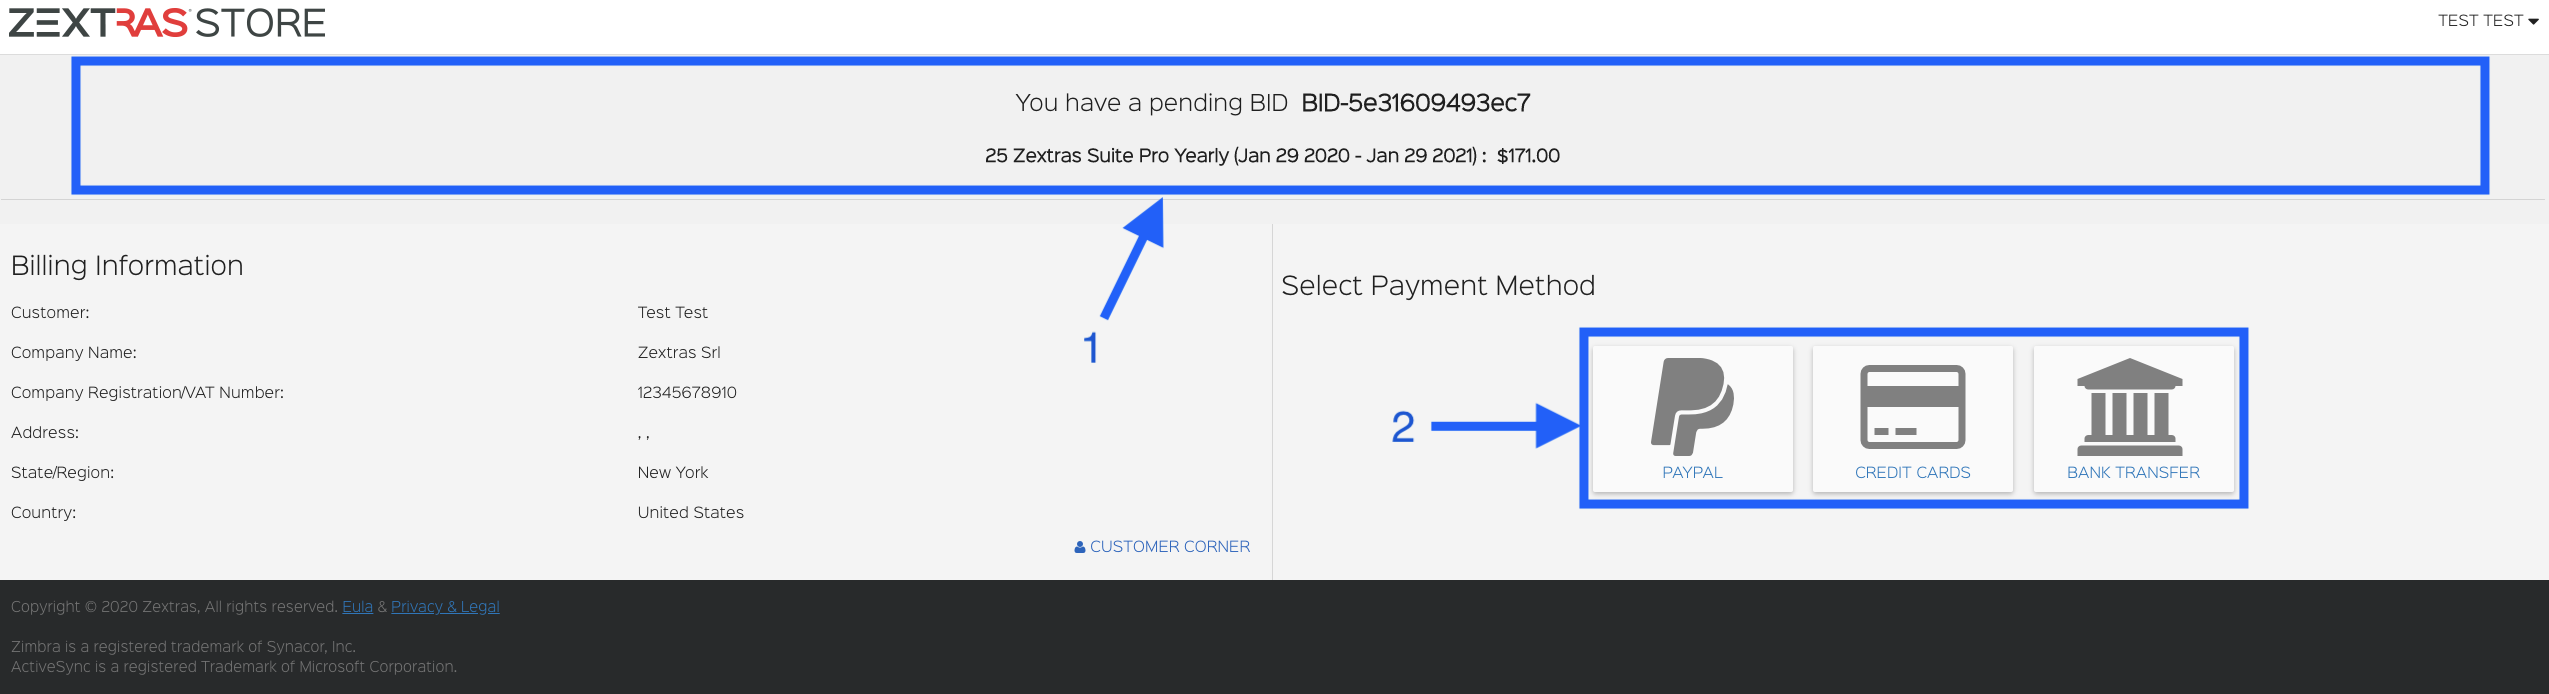 ZEXTRAS STORE
TEST TEST
You have a pending BID BID-5e31609493ec7
25 Zextras Suite Pro Yearly (Jan 29 2020 - Jan 29 2021) : $171.00
1
Billing Information
Customer: Test Test
Company Name: Zextras Srl
Company Registration/VAT Number: 12345678910
Address: , ,
State/Region: New York
Country: United States
CUSTOMER CORNER
Select Payment Method
2
PAYPAL
CREDIT CARDS
BANK TRANSFER
Copyright © 2020 Zextras, All rights reserved. Eula & Privacy & Legal
Zimbra is a registered trademark of Synacor, Inc.
ActiveSync is a registered Trademark of Microsoft Corporation.